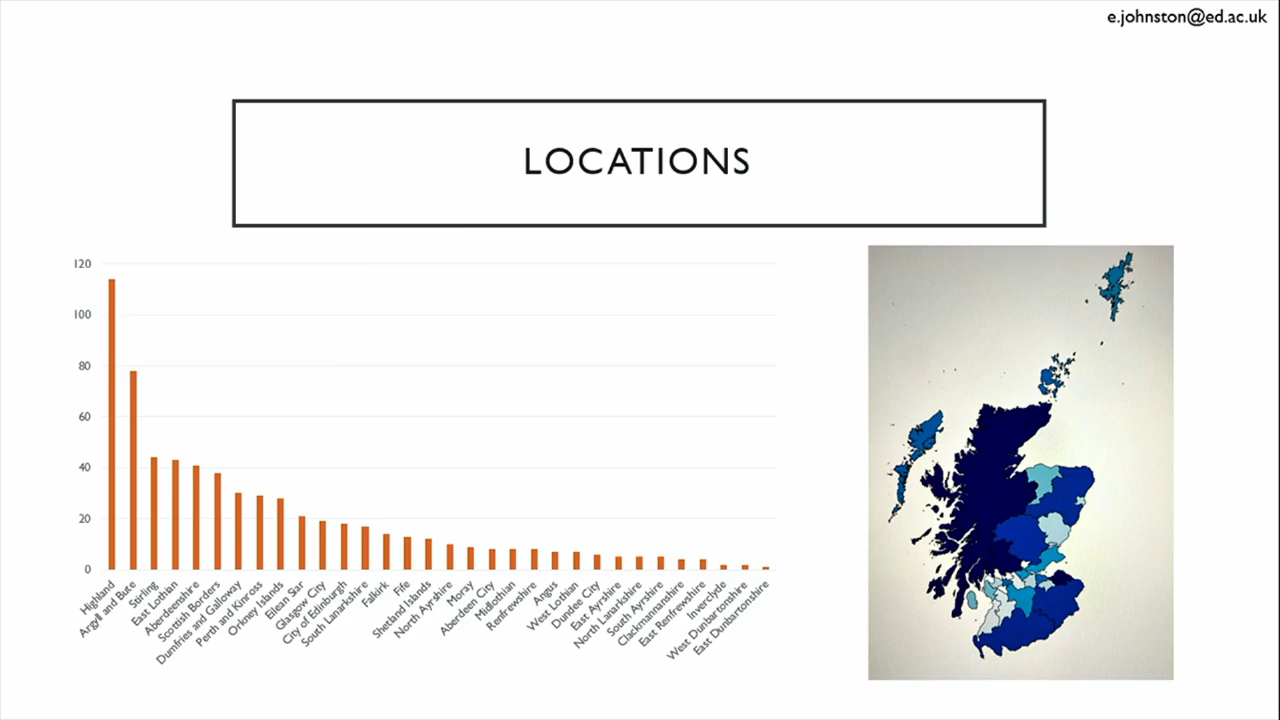 e.johnston@ed.ac.uk
LOCATIONS
120
100
80
60
40
20
0
Highland
Argyll and Bute
Stirling
East Lothian
Aberdeenshire
Scottish Borders
Dumfries and Galloway
Perth and Kinross
Orkney Islands
Eilean Siar
Glasgow City
City of Edinburgh
South Lanarkshire
Falkirk
Fife
Shetland Islands
North Ayrshire
Moray
Aberdeen City
Midlothian
Renfrewshire
Angus
West Lothian
Dundee City
East Ayrshire
North Lanarkshire
South Ayrshire
Clackmannanshire
East Renfrewshire
Inverclyde
West Dunbartonshire
East Dunbartonshire